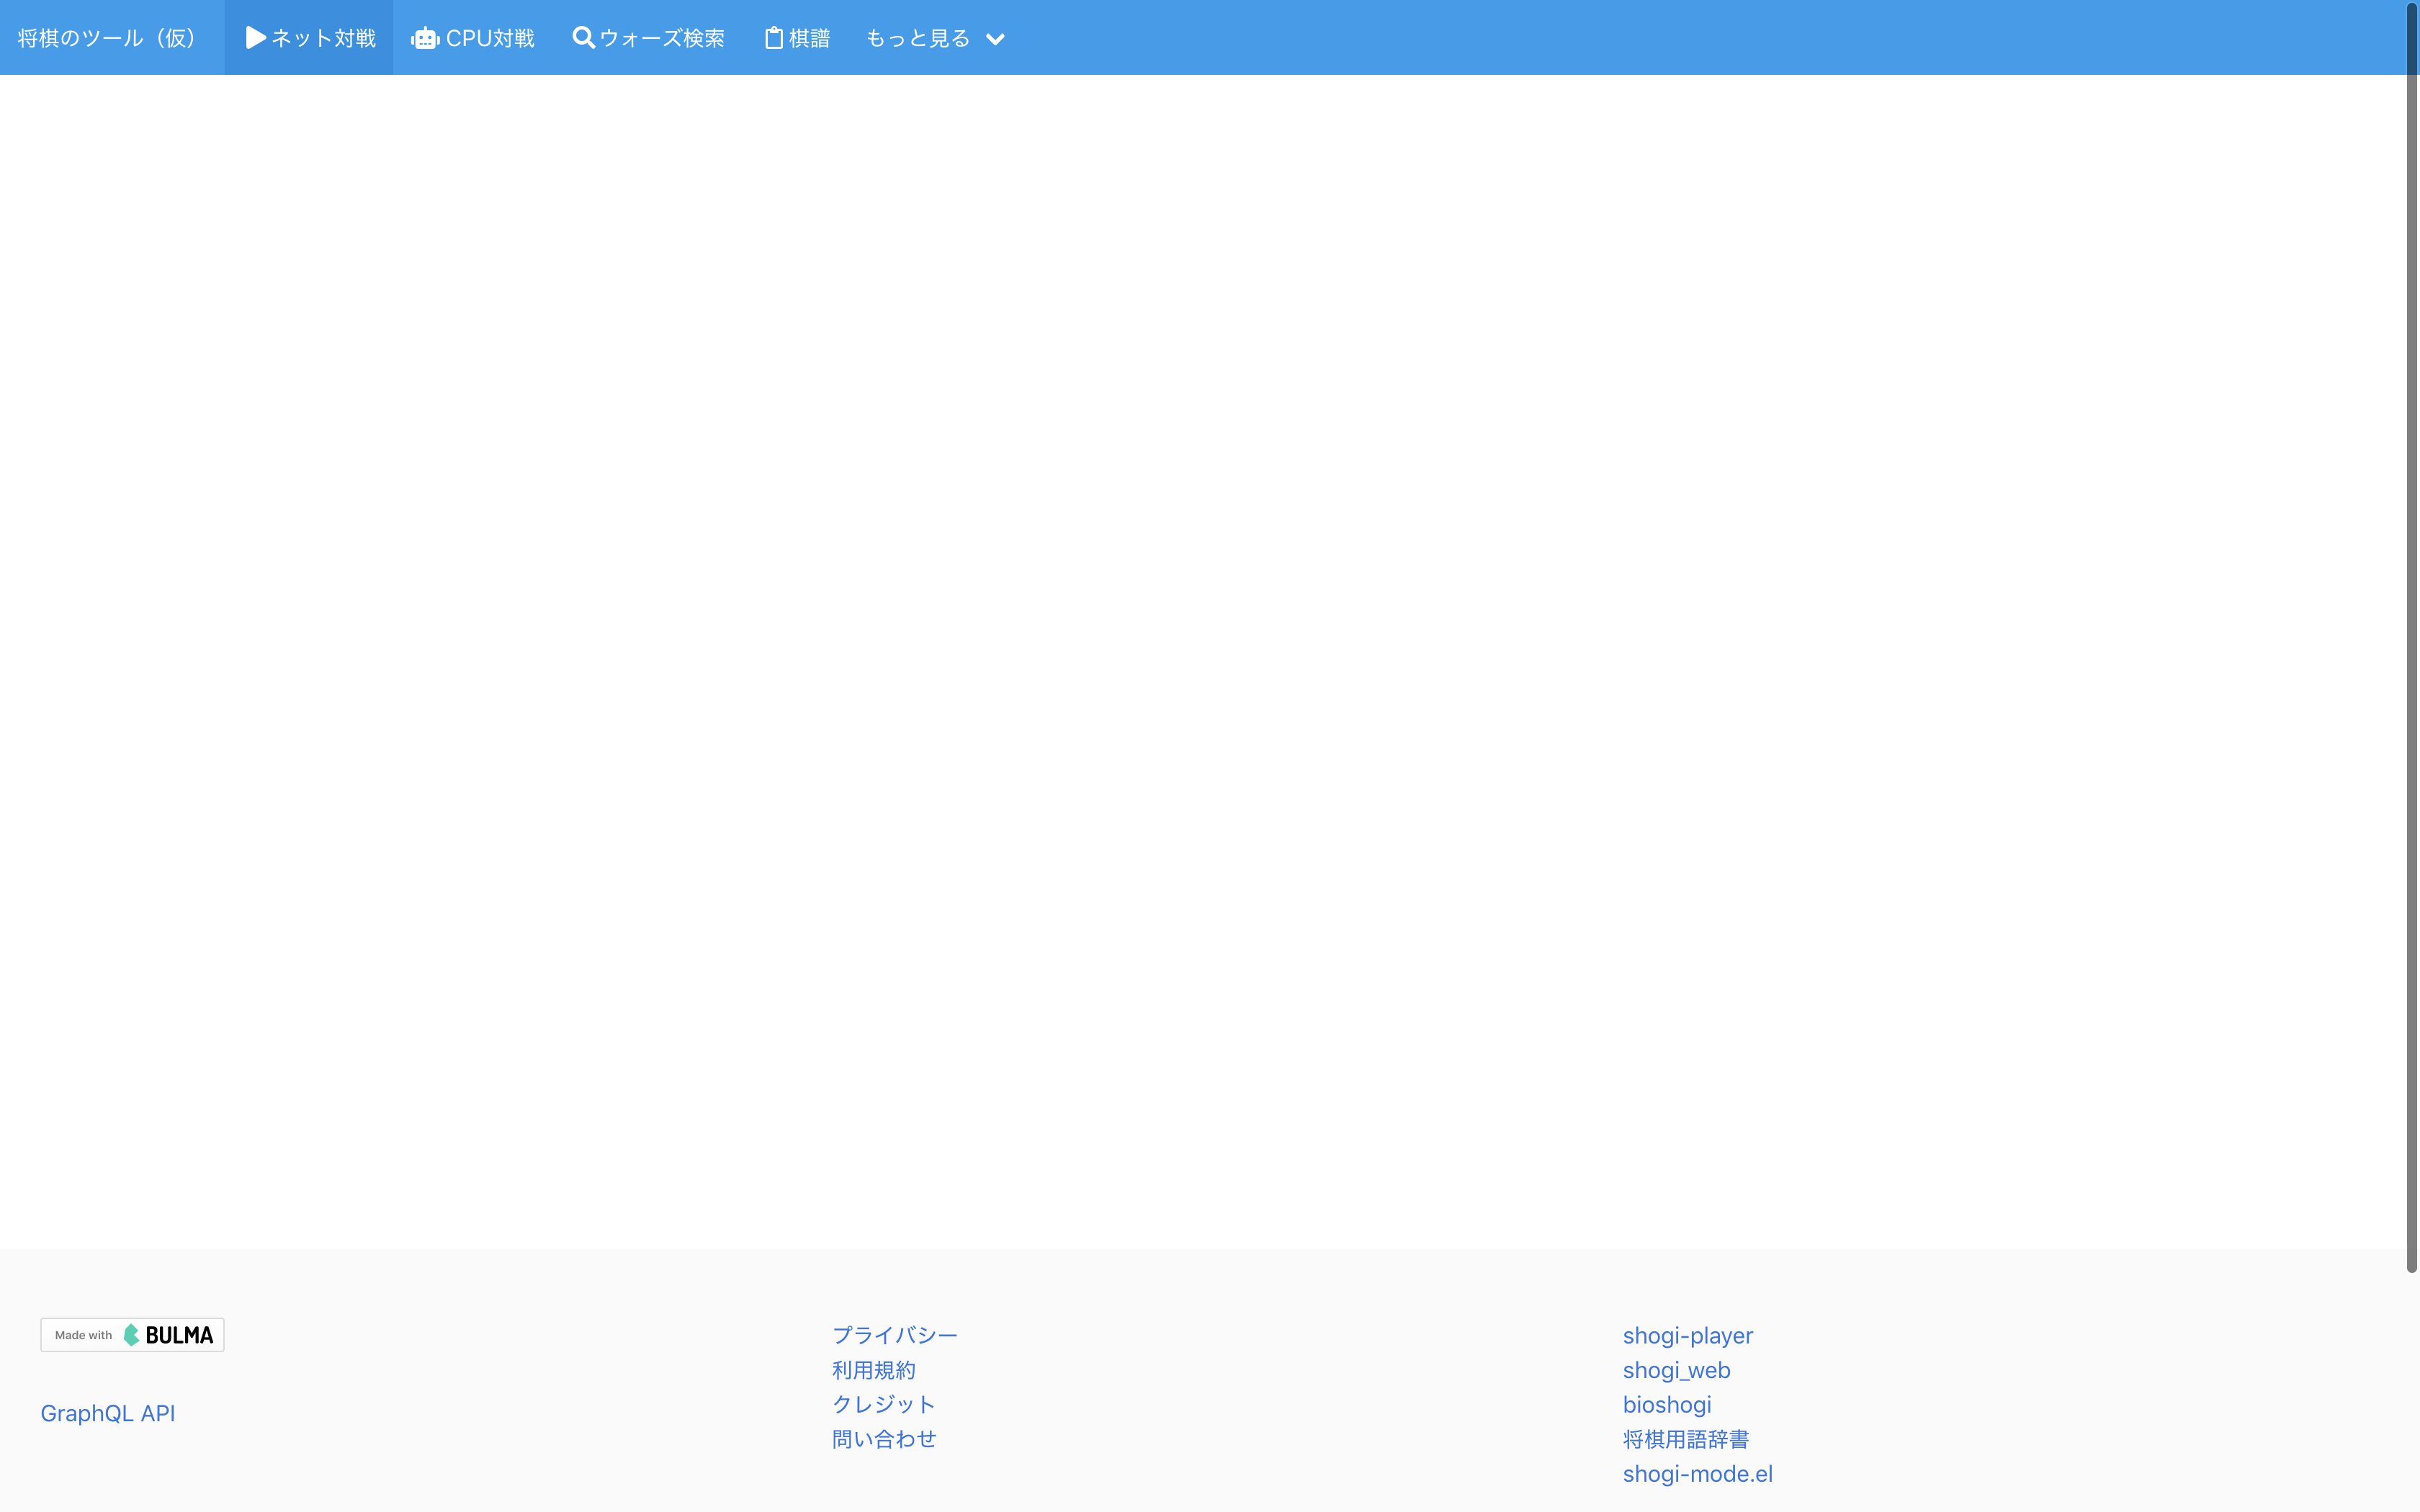 将棋のツール（仮） ネット対戦 CPU対戦 ウォーズ検索 棋譜 もっと見る
Made with BULMA
GraphQL API
プライバシー
利用規約
クレジット
問い合わせ
shogi-player
shogi_web
bioshogi
将棋用語辞書
shogi-mode.el